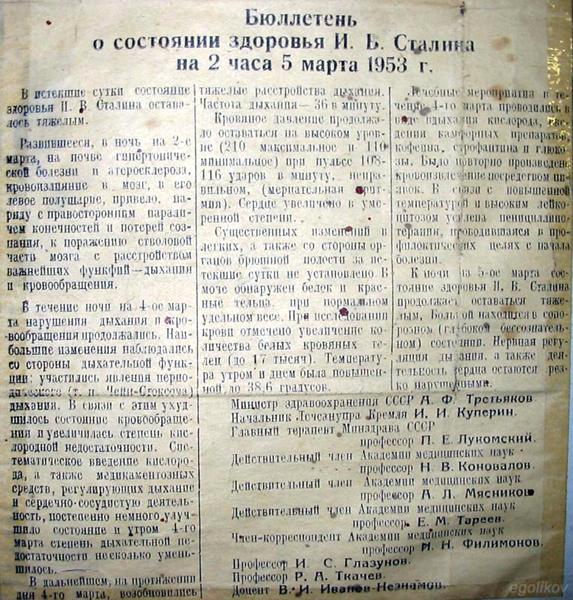 Бюллетень
о состоянии здоровья И. В. Сталина
на 2 часа 5 марта 1953 г.
В истекшие сутки состояние
здоровья И. В. Сталина остава-
лось тяжелым.
Развившееся, в ночь на 2-е
марта, на почве гипертониче-
ской болезни и атеросклероза,
кровоизлияние в мозг, в его
левое полушарие, привело, на-
ряду с правосторонним парали-
чем конечностей и потерей соз-
нания, к поражению стволовой
части мозга с расстройством
важнейших функций—дыхания
и кровообращения.
В течение ночи на 4-ое мар-
та нарушения дыхания и кро-
вообращения продолжались. Наи-
большие изменения наблюдались
со стороны дыхательной функ-
ции: участились явления перио-
дического (т. н. Чейн-Стоксова)
дыхания. В связи с этим ухуд-
шилось состояние кровообраще-
ния и увеличилась степень кис-
лородной недостаточности. Сис-
тематическое введение кислоро-
да, а также медикаментозных
средств, регулирующих дыхание
и сердечно-сосудистую деятель-
ность, постепенно немного улуч-
шило состояние и утром 4-го
марта степень дыхательной не-
достаточности несколько умень-
шилось.
В дальнейшем, на протяжении
дня 4-го марта, возобновились
тяжелые расстройства дыхания.
Частота дыхания— 36 в минуту.
Кровяное давление продолжа-
ло оставаться на высоком уров-
не (210 максимальное и 110
минимальное) при пульсе 108-
116 ударов в минуту, непра-
вильном, (мерцательная арит-
мия). Сердце увеличено в уме-
ренной степени.
Существенных изменений в
легких, а также со стороны ор-
ганов брюшной полости за ис-
текшие сутки не установлено В
моче обнаружен белок и крас-
ные тельца, при нормальном
удельном весе. При исследовании
крови отмечено увеличение ко-
личества белых кровяных те-
лец (до 17 тысяч). Температу-
ра утром и днем была повышен-
ной до 38,6 градусов.
Лечебные мероприятия в те-
чение 4-го марта проводились в
виде вдыхания кислорода, вве-
дения камфорных препаратов,
кофеина, строфантина и глюко-
зы. Было повторно произведено
кровоизвлечение посредством пи-
явок. В связи с повышенной
температурой и высоким лейко-
цитозом усилена пенициллино-
терапия, проводившаяся в про-
филактических целях с начала
болезни.
К ночи на 5-ое марта со-
стояние здоровья И. В. Сталина
продолжает оставаться тяже-
лым, Больной находится в сопо-
розном (глубоком бессознатель-
ном) состоянии. Нервная регу-
ляция дыхания, а также дея-
тельность сердца остаются рез-
ко нарушенными.
Министр здравоохранения СССР А. Ф. Третьяков
Начальник Лечсанупра Кремля И. И. Куперин.
Главный терапевт Минздрава СССР
профессор П. Е. Лукомский.
Действительный член Академии медицинских наук
профессор Н. В. Коновалов.
Действительный член Академии медицинских наук
профессор А. Л. Мясников
Действительный член Академии медицинских наук
профессор Е. М. Тареев.
Член-корреспондент Академии медицинских наук
профессор И. Н. Филимонов.
Профессор И. С. Глазунов.
Профессор Р. А. Ткачев.
Доцент В. И. Иванов-Незнамов.
egolikov